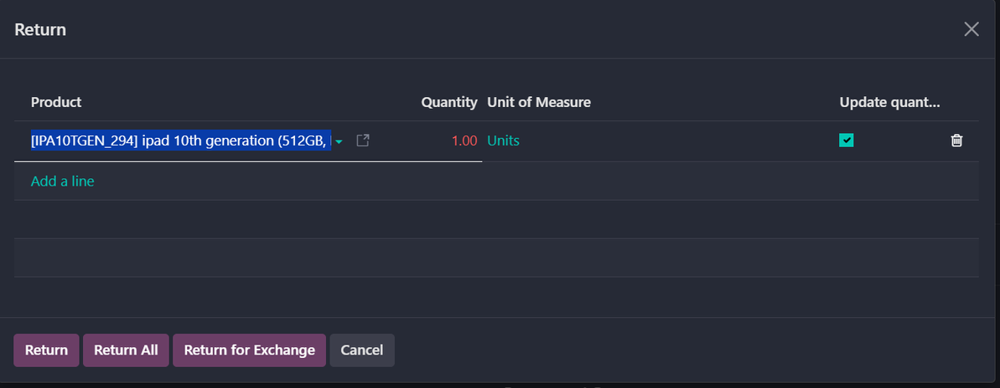 Return
Product Quantity Unit of Measure Update quant...
[IPA10TGEN_294] ipad 10th generation (512GB, 1.00 Units
Add a line
Return Return All Return for Exchange Cancel